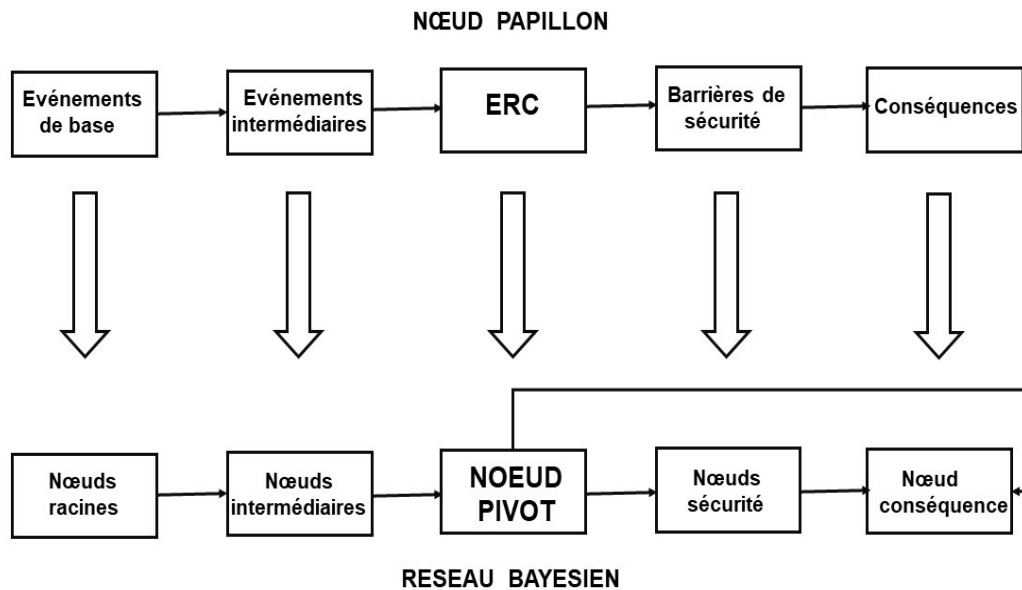 NŒUD PAPILLON
Evénements
de base
Evénements
intermédiaires
ERC
Barrières de
sécurité
Conséquences
Nœuds
racines
Nœuds
intermédiaires
NOEUD
PIVOT
Nœuds
sécurité
Nœud
conséquence
RESEAU BAYESIEN